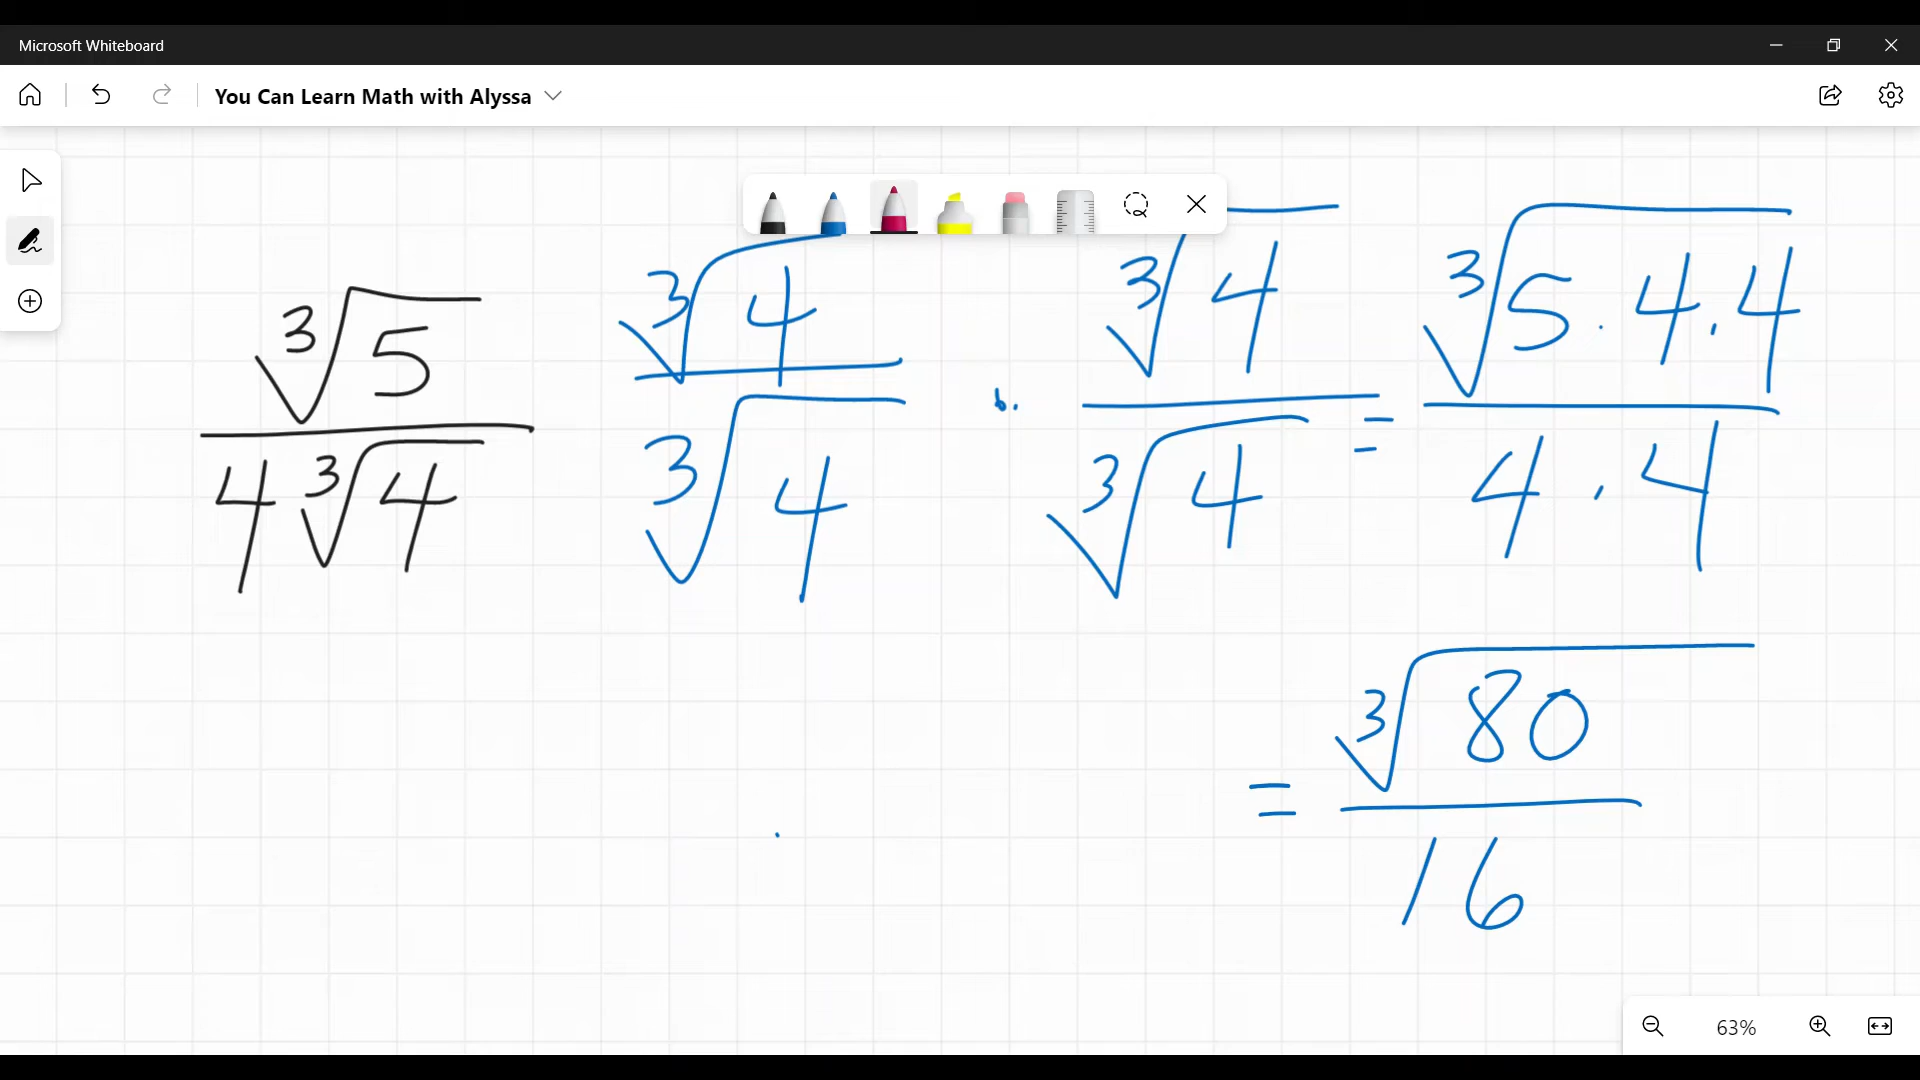 Microsoft Whiteboard
You Can Learn Math with Alyssa
∛5 / 4∛4 ∛4 / ∛4 · ∛4 / ∛4 = ∛5·4·4 / 4·4
= ∛80 / 16
63%